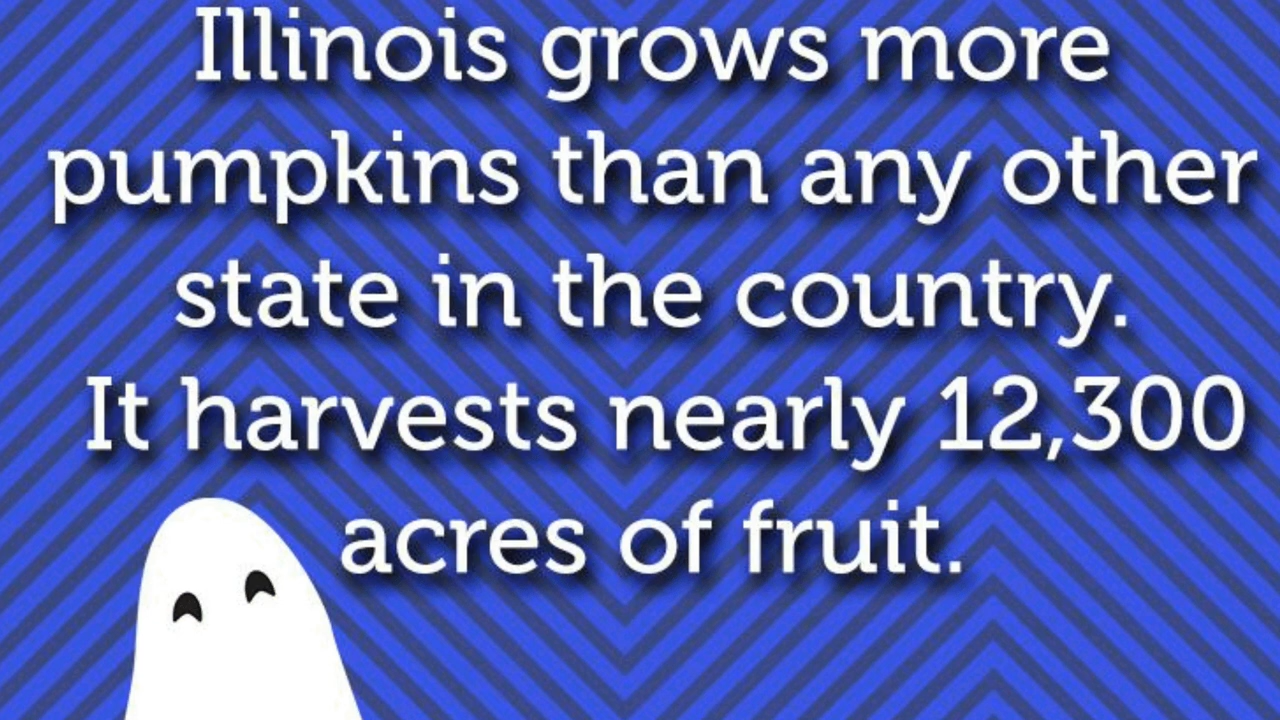 Illinois grows more
pumpkins than any other
state in the country.
It harvests nearly 12,300
acres of fruit.